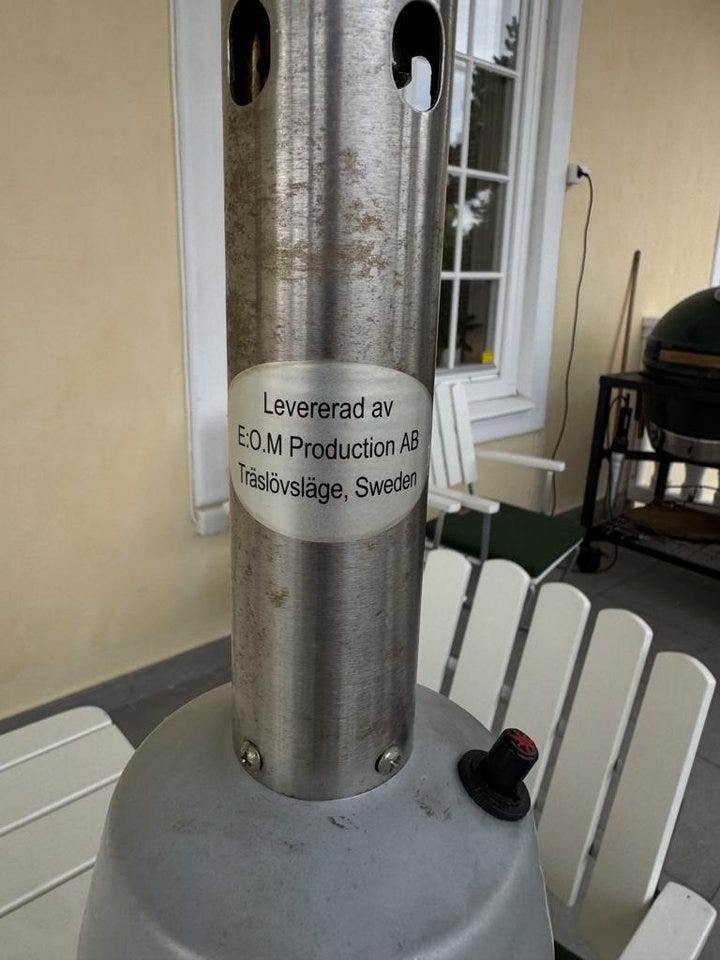 Levererad av
E:O.M Production AB
Träslövsläge, Sweden